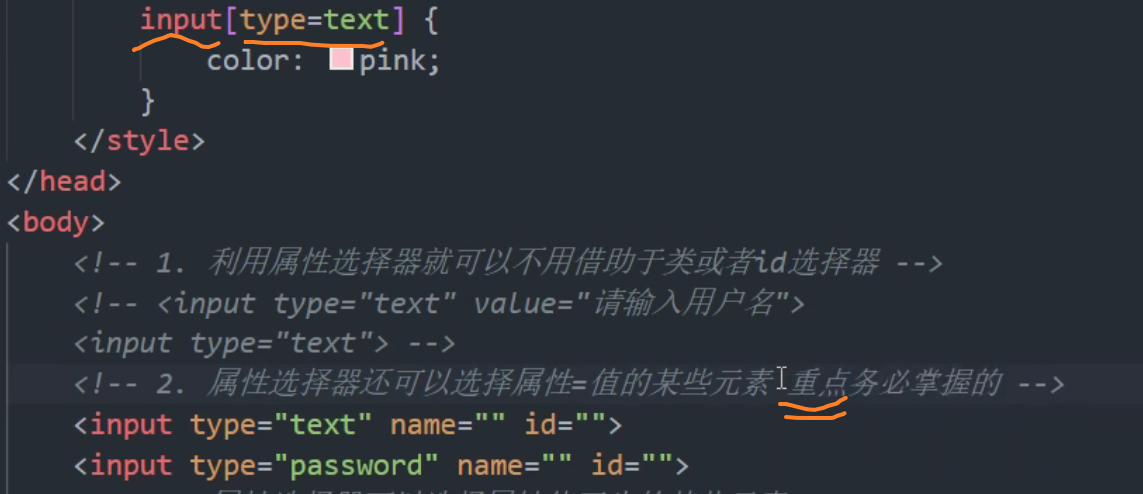 input[type=text] {
color: pink;
}
</style>
</head>
<body>
<!-- 1. 利用属性选择器就可以不用借助于类或者id选择器 -->
<!-- <input type="text" value="请输入用户名">
<input type="text"> -->
<!-- 2. 属性选择器还可以选择属性=值的某些元素 重点务必掌握的 -->
<input type="text" name="" id="">
<input type="password" name="" id="">